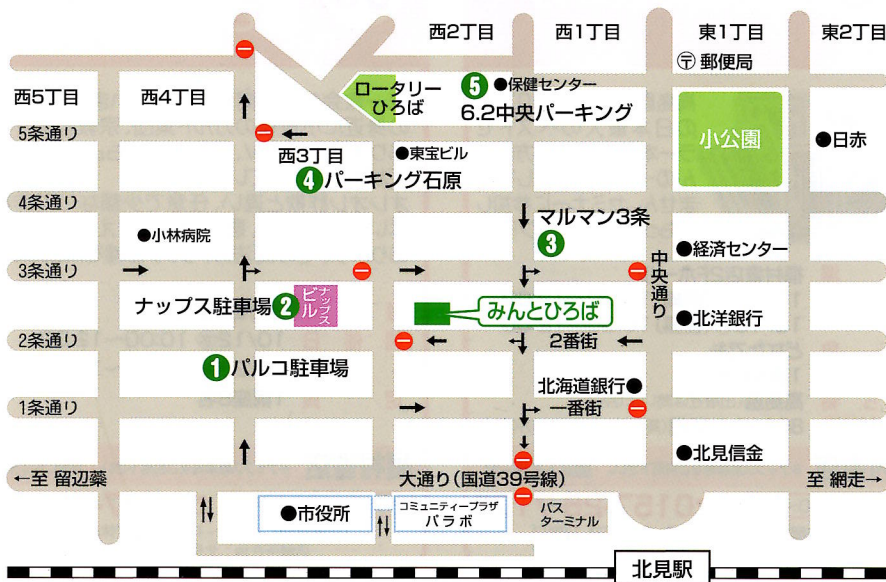 西2丁目
西1丁目
東1丁目
東2丁目
〒郵便局
西5丁目
西4丁目
ロータリー
ひろば
5 ●保健センター
6.2中央パーキング
小公園
●日赤
5条通り
西3丁目
●東宝ビル
4 パーキング石原
4条通り
マルマン3条
3
●小林病院
●経済センター
3条通り
中央通り
ナップス駐車場 2
ナップス
ビル
みんとひろば
●北洋銀行
2条通り
2番街
1 パルコ駐車場
北海道銀行●
1条通り
一番街
●北見信金
←至 留辺蘂
大通り(国道39号線)
至 網走→
●市役所
コミュニティープラザ
パラボ
バス
ターミナル
北見駅